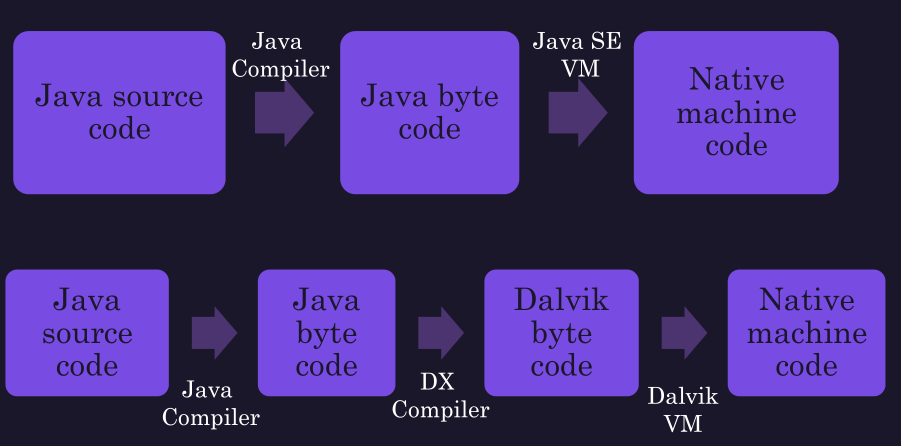 Java source
code
Java
Compiler
Java byte
code
Java SE
VM
Native
machine
code
Java
source
code
Java
Compiler
Java
byte
code
DX
Compiler
Dalvik
byte
code
Dalvik
VM
Native
machine
code